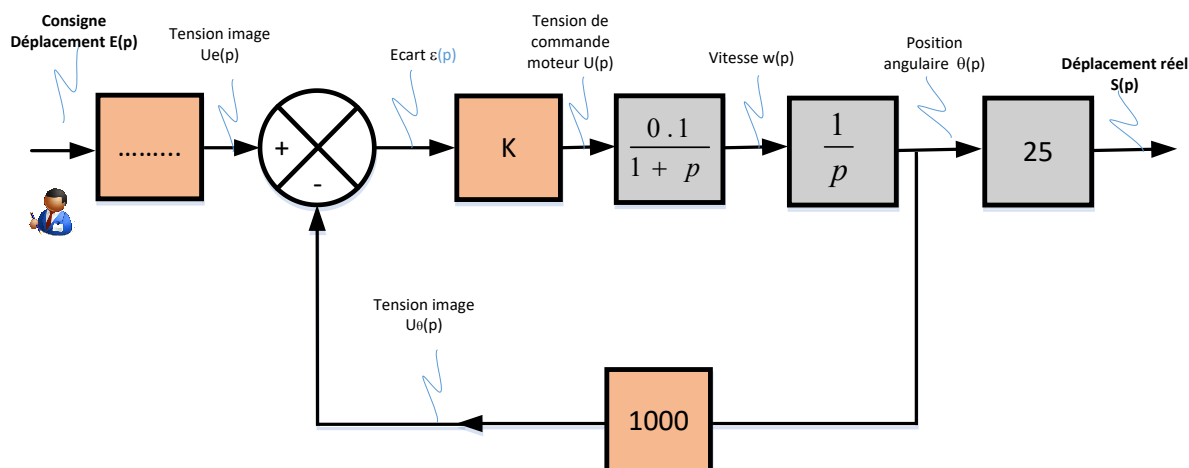 Consigne
Déplacement E(p)
Tension image
Ue(p)
Ecart ε(p)
Tension de
commande
moteur U(p)
Vitesse w(p)
Position
angulaire θ(p)
Déplacement réel
S(p)
.........
+
-
K
0.1
1 + p
1
p
25
Tension image
Uθ(p)
1000